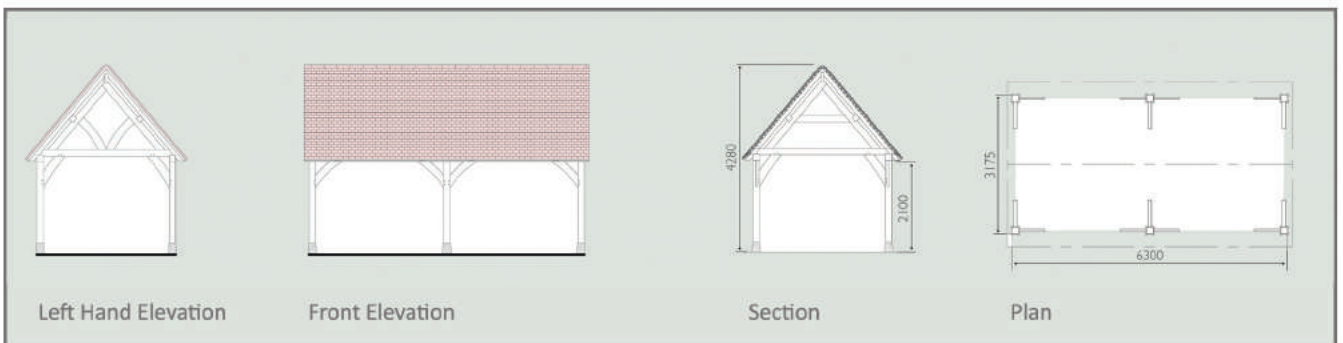 4280
2100
3175
6300
Left Hand Elevation
Front Elevation
Section
Plan